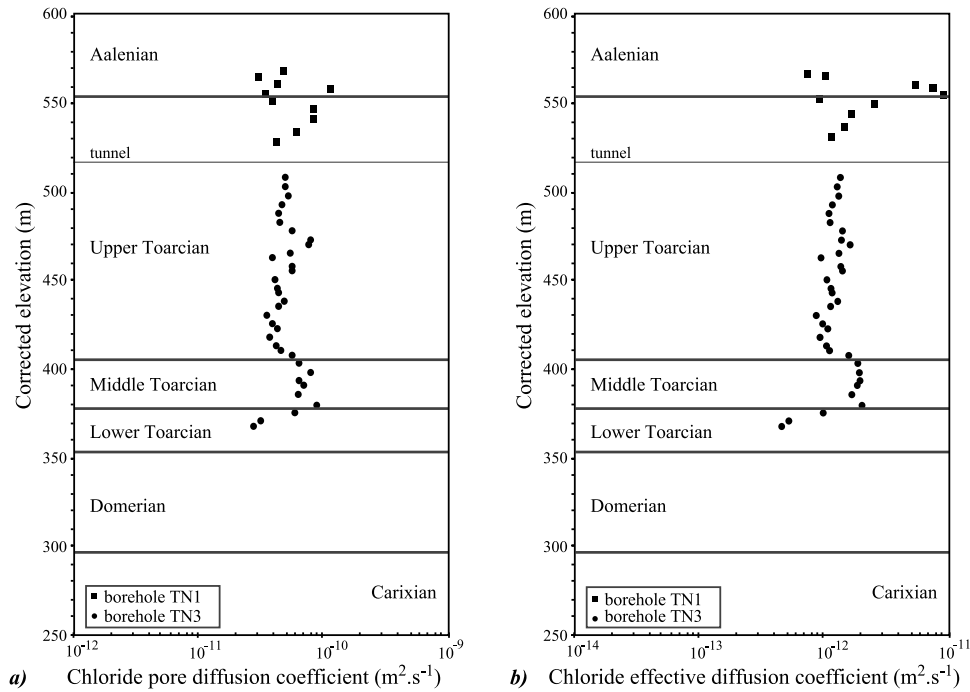 600
550
500
450
400
350
300
250
Corrected elevation (m)
Aalenian
tunnel
Upper Toarcian
Middle Toarcian
Lower Toarcian
Domerian
Carixian
borehole TN1
borehole TN3
10⁻¹² 10⁻¹¹ 10⁻¹⁰ 10⁻⁹
a) Chloride pore diffusion coefficient (m².s⁻¹)
600
550
500
450
400
350
300
250
Corrected elevation (m)
Aalenian
tunnel
Upper Toarcian
Middle Toarcian
Lower Toarcian
Domerian
Carixian
borehole TN1
borehole TN3
10⁻¹⁴ 10⁻¹³ 10⁻¹² 10⁻¹¹
b) Chloride effective diffusion coefficient (m².s⁻¹)